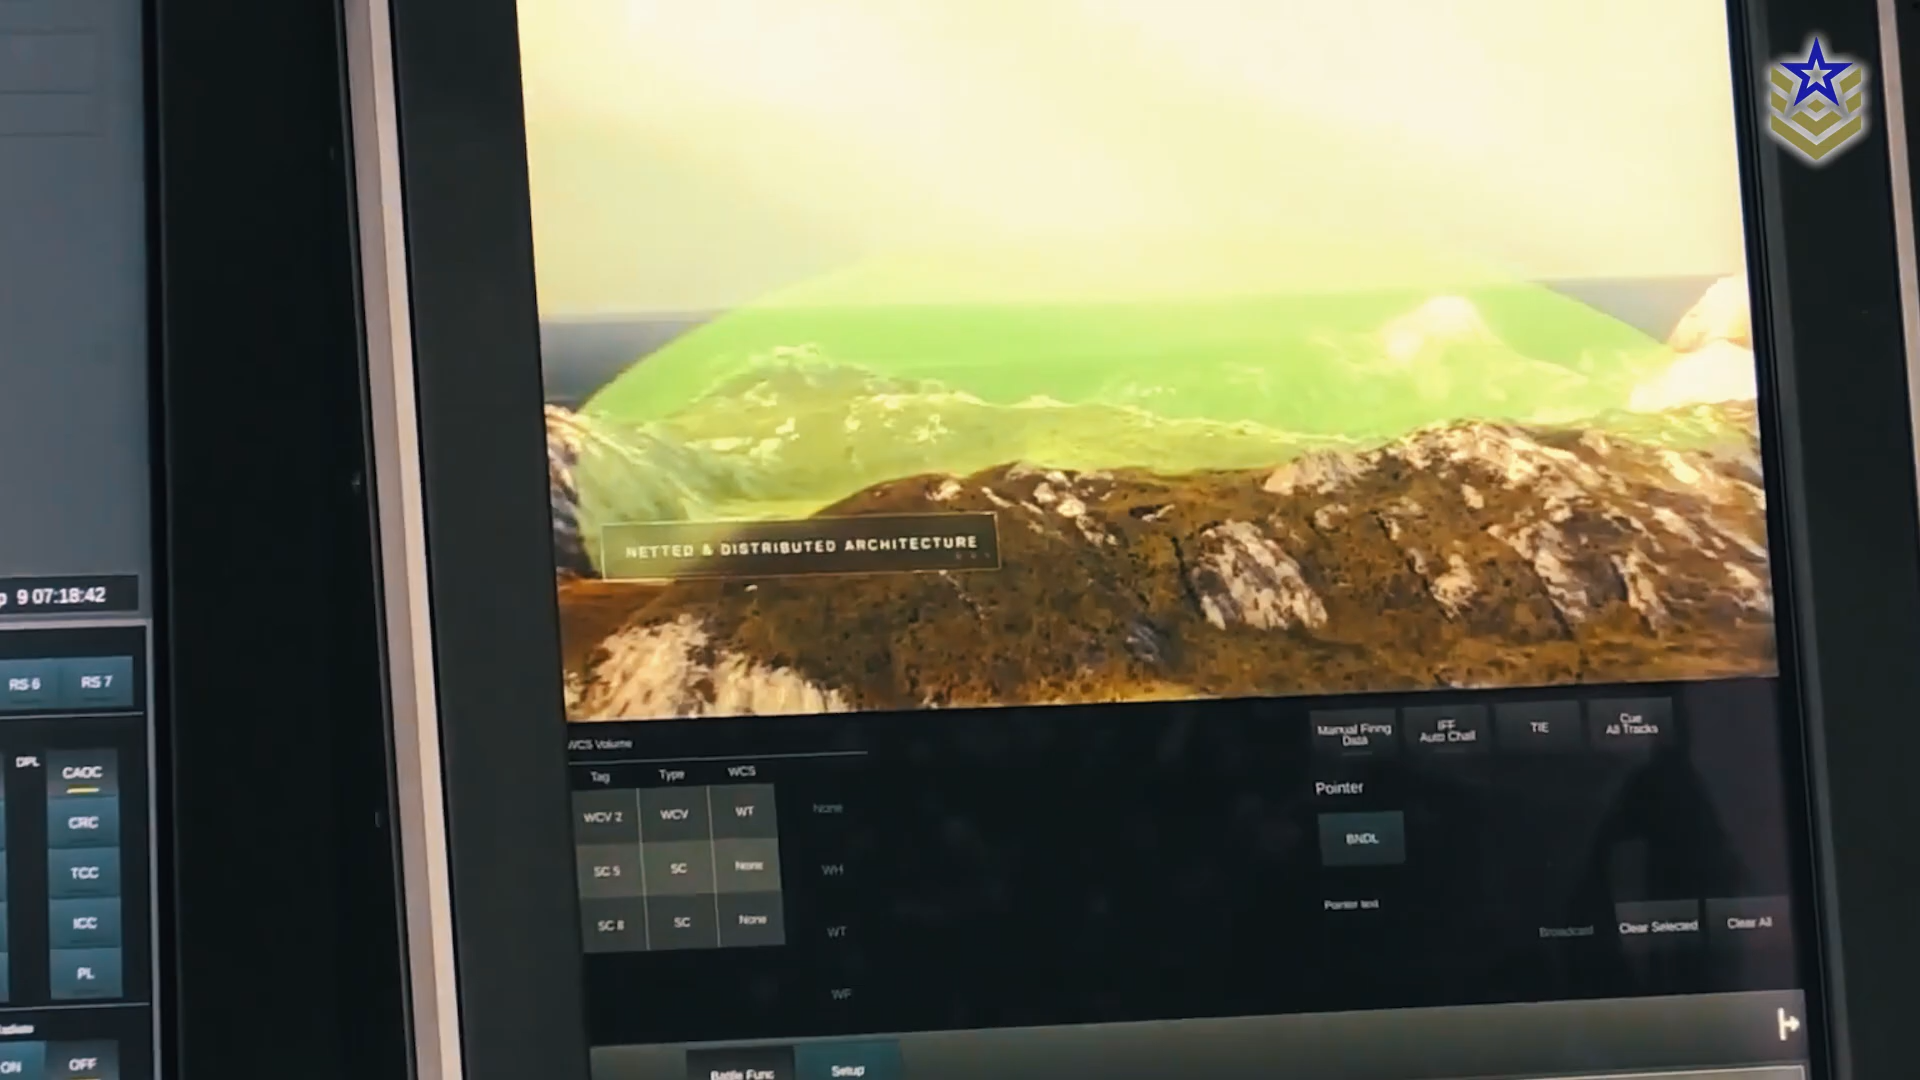 NETTED & DISTRIBUTED ARCHITECTURE
9 07:18:42
RS 6 RS 7
DPL
CAOC
CRC
TCC
ICC
PL
ON OFF
WCS Volume
Tag Type WCS
WCV 2 WCV WT
SC 5 SC None
SC 8 SC None
None
WH
WT
WF
Manual Firing Data
IFF Auto Chall
TIE
Cue All Tracks
Pointer
BNDL
Pointer text
Broadcast Clear Selected Clear All
Battle Func Setup